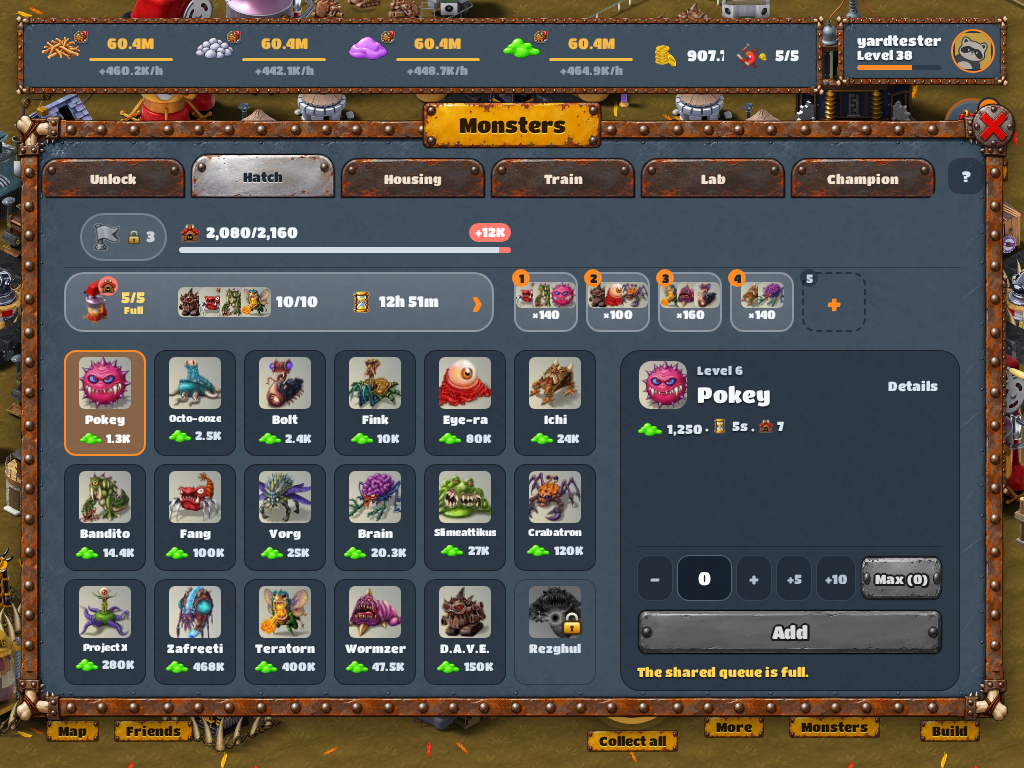 60.4M
60.4M
60.4M
60.4M
+460.2K/h
+442.1K/h
+448.7K/h
+464.9K/h
907.
5/5
yardtester
Level 38
Monsters
Unlock
Hatch
Housing
Train
Lab
Champion
?
3
2,080/2,160
+12K
5/5
Full
10/10
12h 51m
1
×140
2
×100
3
×160
4
×140
5
+
Pokey
1.3K
Octo-ooze
2.5K
Bolt
2.4K
Fink
10K
Eye-ra
80K
Ichi
24K
Bandito
14.4K
Fang
100K
Vorg
25K
Brain
20.3K
Slimeattikus
27K
Crabatron
120K
Project X
280K
Zafreeti
468K
Teratorn
400K
Wormzer
47.5K
D.A.V.E.
150K
Rezghul
Level 6
Pokey
Details
1,250 · 5s · 7
−
0
+
+5
+10
Max (0)
Add
The shared queue is full.
Map
Friends
Collect all
More
Monsters
Build